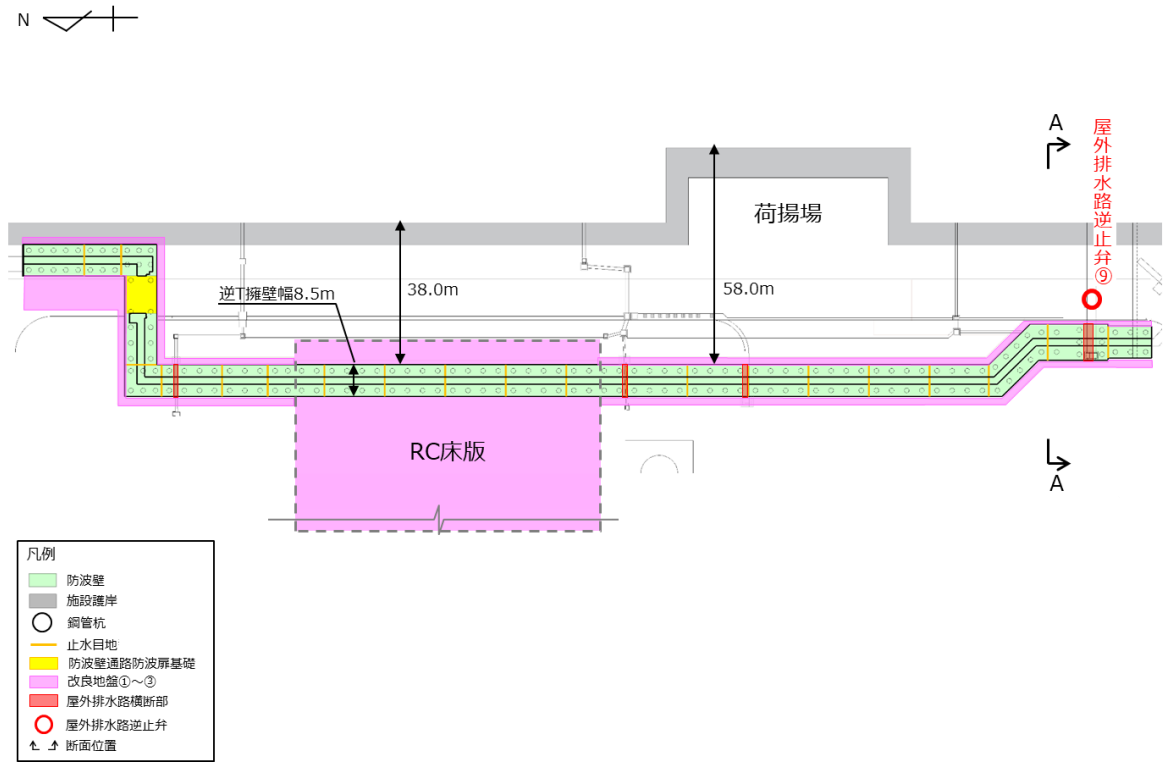 N
A
屋外排水路逆止弁⑨
荷揚場
逆T擁壁幅8.5m
38.0m
58.0m
RC床版
A
凡例
防波壁
施設護岸
鋼管杭
止水目地
防波壁通路防波扉基礎
改良地盤①～③
屋外排水路横断部
屋外排水路逆止弁
断面位置